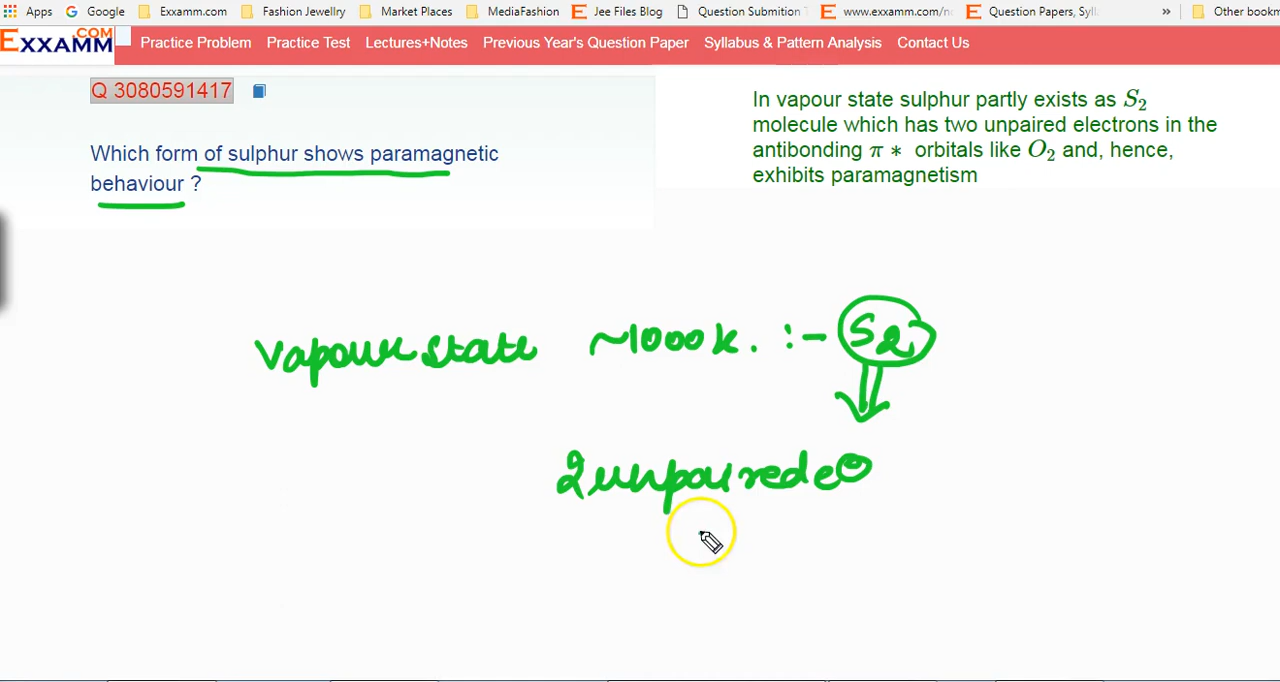 Apps Google Exxamm.com Fashion Jewellry Market Places MediaFashion Jee Files Blog Question Submition www.exxamm.com/n Question Papers, Syll » Other bookm
EXXAMM .COM
Practice Problem Practice Test Lectures+Notes Previous Year's Question Paper Syllabus & Pattern Analysis Contact Us
Q 3080591417
Which form of sulphur shows paramagnetic
behaviour ?
In vapour state sulphur partly exists as S₂
molecule which has two unpaired electrons in the
antibonding π ∗ orbitals like O₂ and, hence,
exhibits paramagnetism
vapour state ~1000k. :- S2
2unpaired e⊖